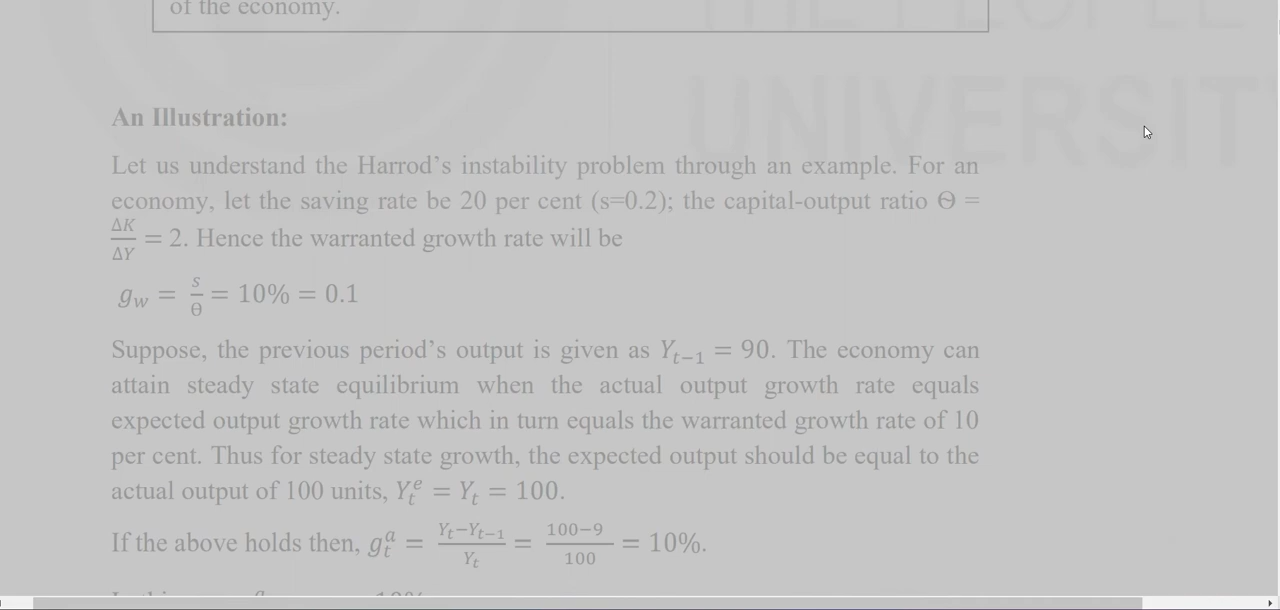 of the economy.
THE PEOPLE
UNIVERSIT
An Illustration:
Let us understand the Harrod's instability problem through an example. For an
economy, let the saving rate be 20 per cent (s=0.2); the capital-output ratio Θ =
ΔK/ΔY = 2. Hence the warranted growth rate will be
g_w = s/Θ = 10% = 0.1
Suppose, the previous period's output is given as Y_{t−1} = 90. The economy can
attain steady state equilibrium when the actual output growth rate equals
expected output growth rate which in turn equals the warranted growth rate of 10
per cent. Thus for steady state growth, the expected output should be equal to the
actual output of 100 units, Y_t^e = Y_t = 100.
If the above holds then, g_t^a = (Y_t−Y_{t−1})/Y_t = (100−9)/100 = 10%.